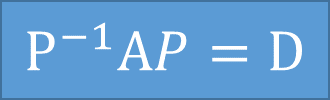 P⁻¹AP = D